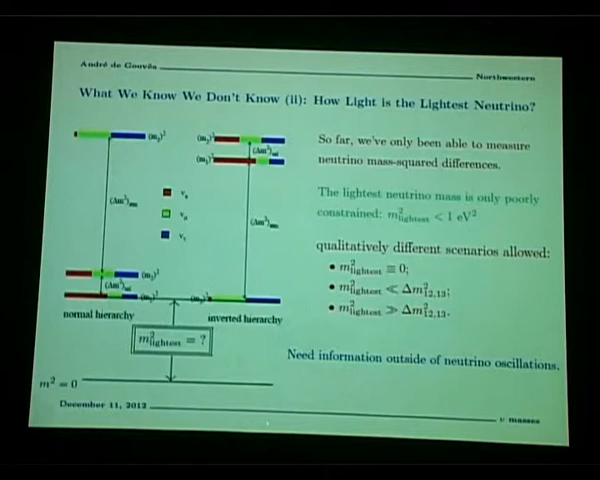 André de Gouvêa
Northwestern
What We Know We Don't Know (ii): How Light is the Lightest Neutrino?
(m₃)²
(m₂)²
(m₁)²
(Δm²)sol
(Δm²)atm
(Δm²)atm
νe
νμ
ντ
(m₂)²
(Δm²)sol
(m₁)²
(m₃)²
normal hierarchy
inverted hierarchy
m²lightest = ?
m² = 0
So far, we've only been able to measure
neutrino mass-squared differences.
The lightest neutrino mass is only poorly
constrained: m²lightest < 1 eV²
qualitatively different scenarios allowed:
• m²lightest ≡ 0;
• m²lightest ≪ Δm²12,13;
• m²lightest ≫ Δm²12,13.
Need information outside of neutrino oscillations.
December 11, 2012
ν masses